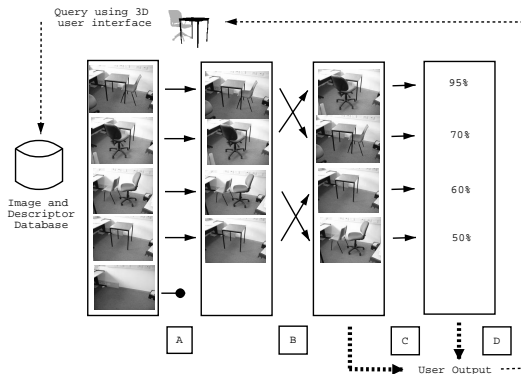 Query using 3D
user interface
95%
70%
60%
50%
Image and
Descriptor
Database
A
B
C
D
User Output